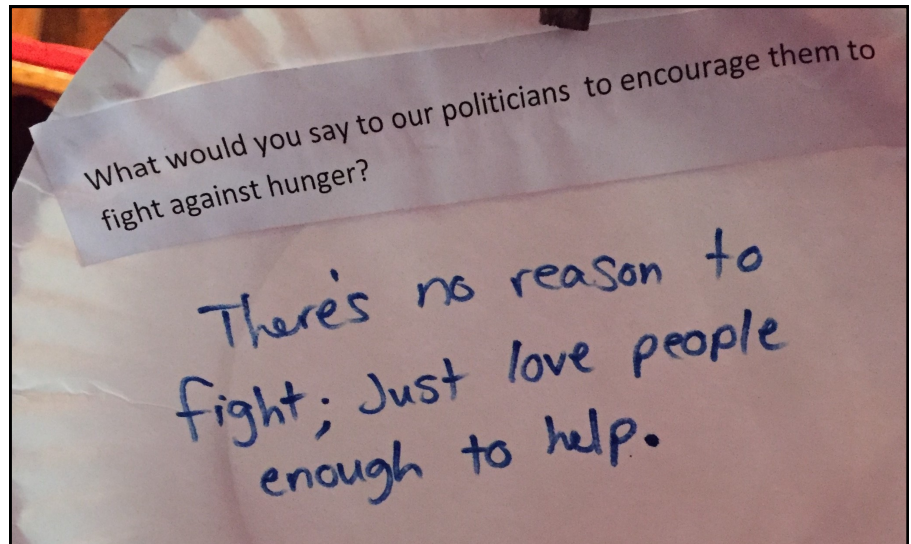 What would you say to our politicians to encourage them to
fight against hunger?
There's no reason to
fight; Just love people
enough to help.